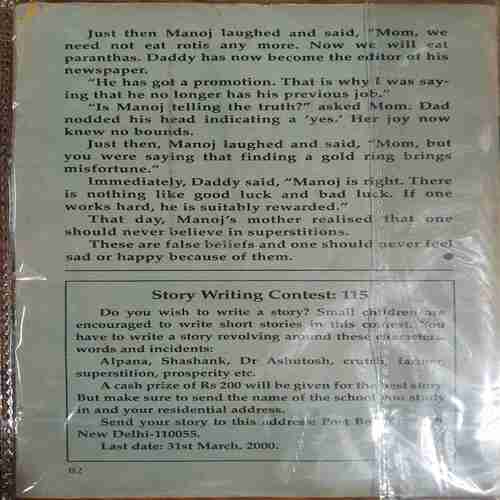 Just then Manoj laughed and said, "Mom, we
need not eat rotis any more. Now we will eat
paranthas. Daddy has now become the editor of his
newspaper.
"He has got a promotion. That is why I was say-
ing that he no longer has his previous job."
"Is Manoj telling the truth?" asked Mom. Dad
nodded his head indicating a 'yes.' Her joy now
knew no bounds.
Just then, Manoj laughed and said, "Mom, but
you were saying that finding a gold ring brings
misfortune."
Immediately, Daddy said, "Manoj is right. There
is nothing like good luck and bad luck. If one
works hard, he is suitably rewarded."
That day, Manoj's mother realised that one
should never believe in superstitions.
These are false beliefs and one should never feel
sad or happy because of them.
Story Writing Contest: 115
Do you wish to write a story? Small children are
encouraged to write short stories in this contest. You
have to write a story revolving around these characters,
words and incidents:
Alpana, Shashank, Dr Ashutosh, crutch, farmer,
superstition, prosperity etc.
A cash prize of Rs 200 will be given for the best story.
But make sure to send the name of the school you study
in and your residential address.
Send your story to this address: Post
New Delhi-110055.
Last date: 31st March, 2000.